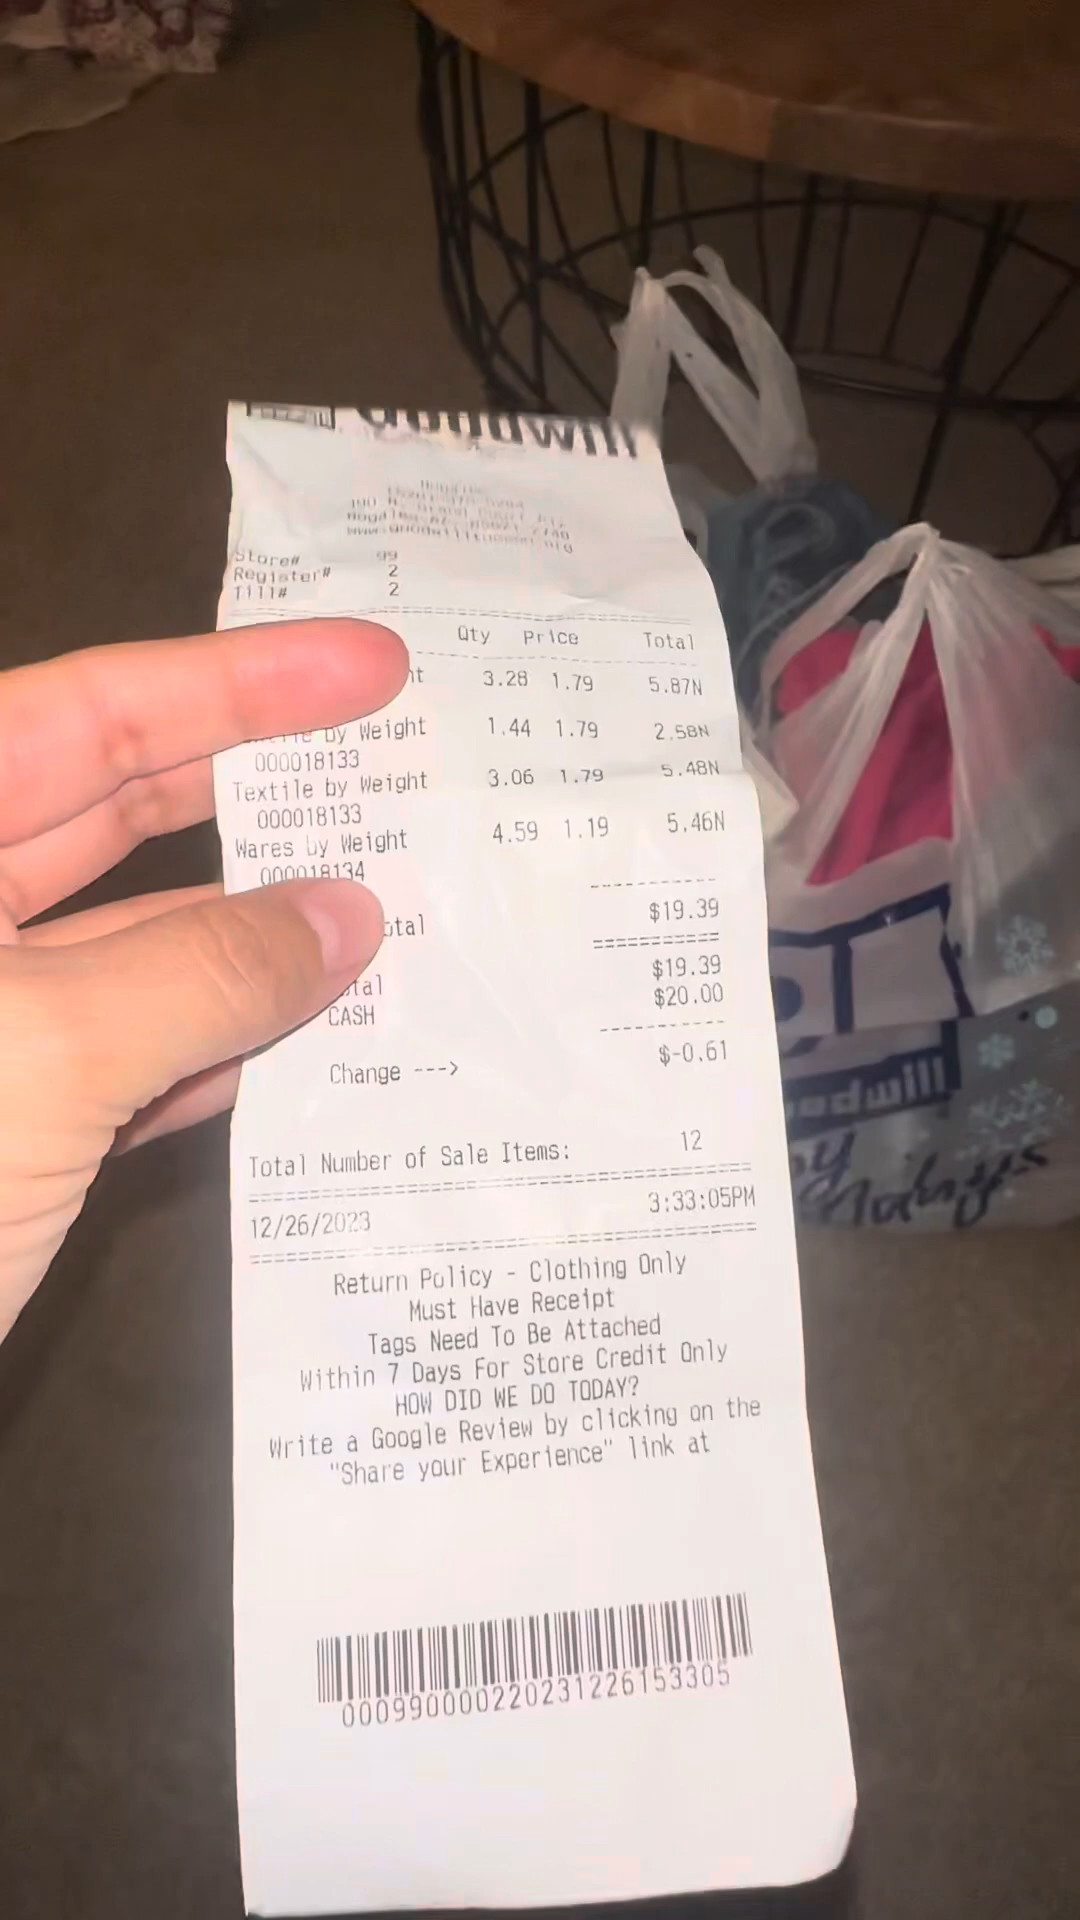 Goodwill
Store# 99
Register# 2
Till# 2
Qty Price Total
3.28 1.79 5.87N
by Weight 1.44 1.79 2.58N
000018133
Textile by Weight 3.06 1.79 5.48N
000018133
Wares by Weight 4.59 1.19 5.46N
000018134
$19.39
$19.39
CASH $20.00
Change ---> $-0.61
Total Number of Sale Items: 12
12/26/2023 3:33:05PM
Return Policy - Clothing Only
Must Have Receipt
Tags Need To Be Attached
Within 7 Days For Store Credit Only
HOW DID WE DO TODAY?
Write a Google Review by clicking on the
"Share your Experience" link at
000990000220231226153305